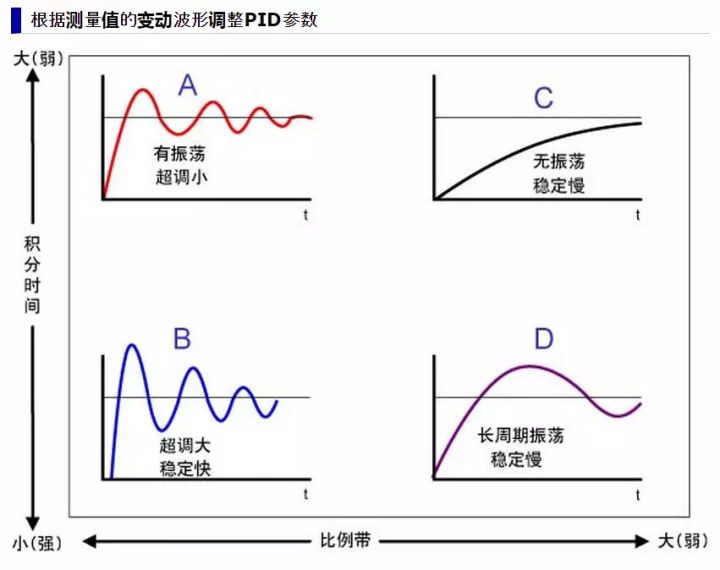 根据测量值的变动波形调整PID参数
大(弱)
A
有振荡
超调小
t
C
无振荡
稳定慢
t
积分时间
B
超调大
稳定快
t
D
长周期振荡
稳定慢
t
小(强)
比例带
大(弱)